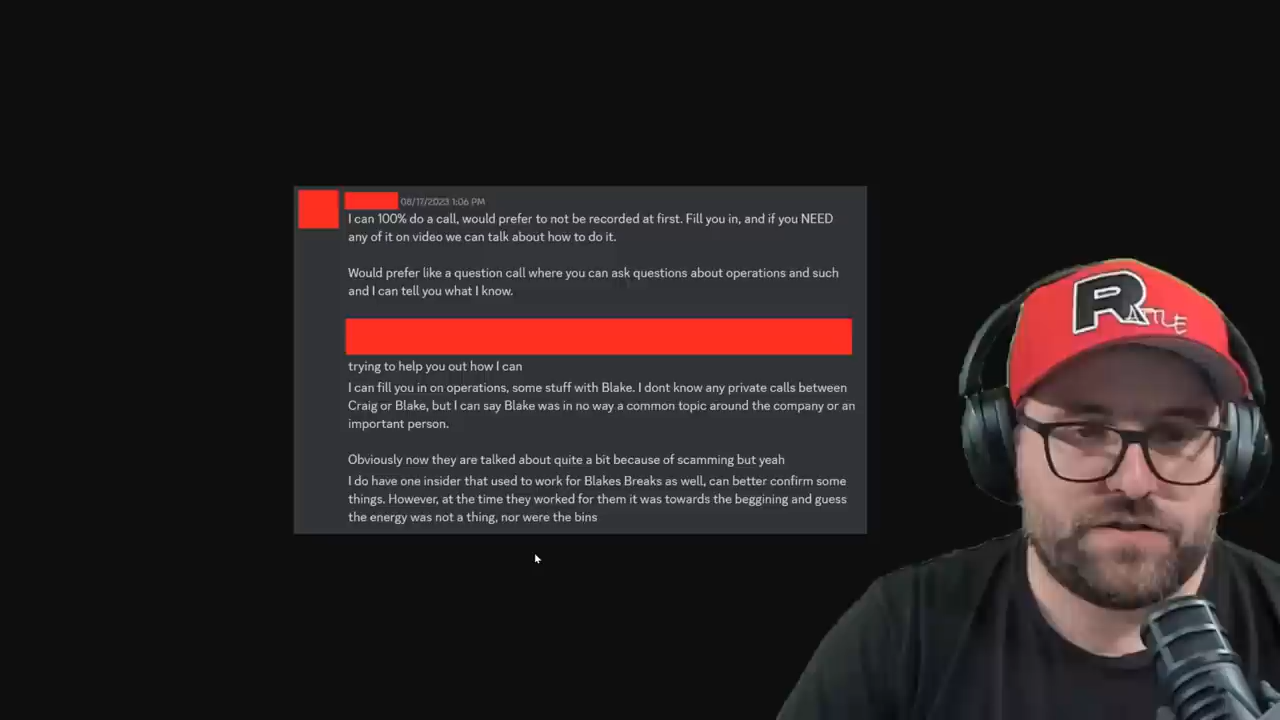 08/17/2023 1:06 PM
I can 100% do a call, would prefer to not be recorded at first. Fill you in, and if you NEED
any of it on video we can talk about how to do it.
Would prefer like a question call where you can ask questions about operations and such
and I can tell you what I know.
trying to help you out how I can
I can fill you in on operations, some stuff with Blake. I dont know any private calls between
Craig or Blake, but I can say Blake was in no way a common topic around the company or an
important person.
Obviously now they are talked about quite a bit because of scamming but yeah
I do have one insider that used to work for Blakes Breaks as well, can better confirm some
things. However, at the time they worked for them it was towards the beggining and guess
the energy was not a thing, nor were the bins
RATTLE